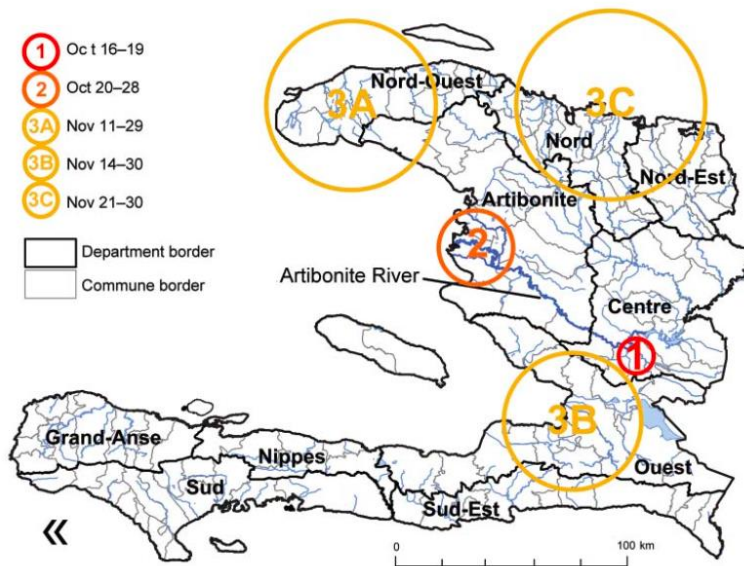 1 Oc t 16–19
2 Oct 20–28
3A Nov 11–29
3B Nov 14–30
3C Nov 21–30
Department border
Commune border
Nord-Ouest
3A
3C
Nord
Nord-Est
Artibonite
2
Artibonite River
Centre
1
3B
Grand-Anse
Nippes
Ouest
Sud
Sud-Est
«
0 100 km